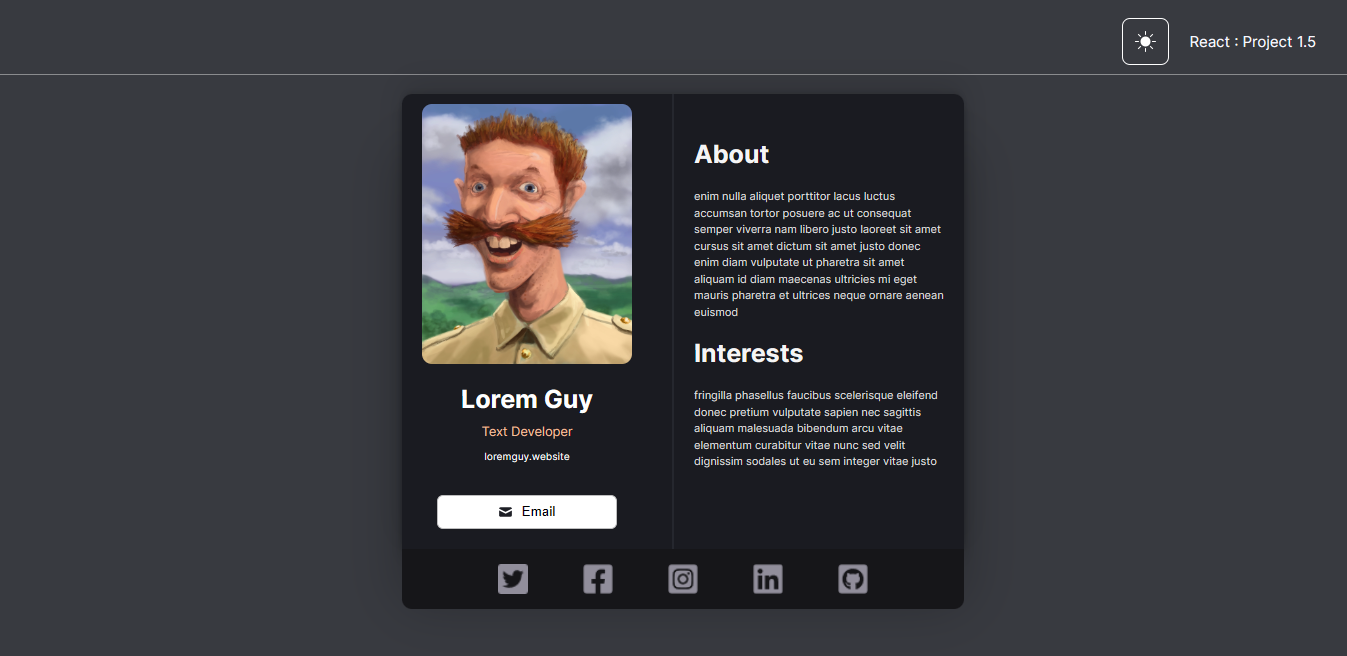 React : Project 1.5
Lorem Guy
Text Developer
loremguy.website
Email
About
enim nulla aliquet porttitor lacus luctus
accumsan tortor posuere ac ut consequat
semper viverra nam libero justo laoreet sit amet
cursus sit amet dictum sit amet justo donec
enim diam vulputate ut pharetra sit amet
aliquam id diam maecenas ultricies mi eget
mauris pharetra et ultrices neque ornare aenean
euismod
Interests
fringilla phasellus faucibus scelerisque eleifend
donec pretium vulputate sapien nec sagittis
aliquam malesuada bibendum arcu vitae
elementum curabitur vitae nunc sed velit
dignissim sodales ut eu sem integer vitae justo